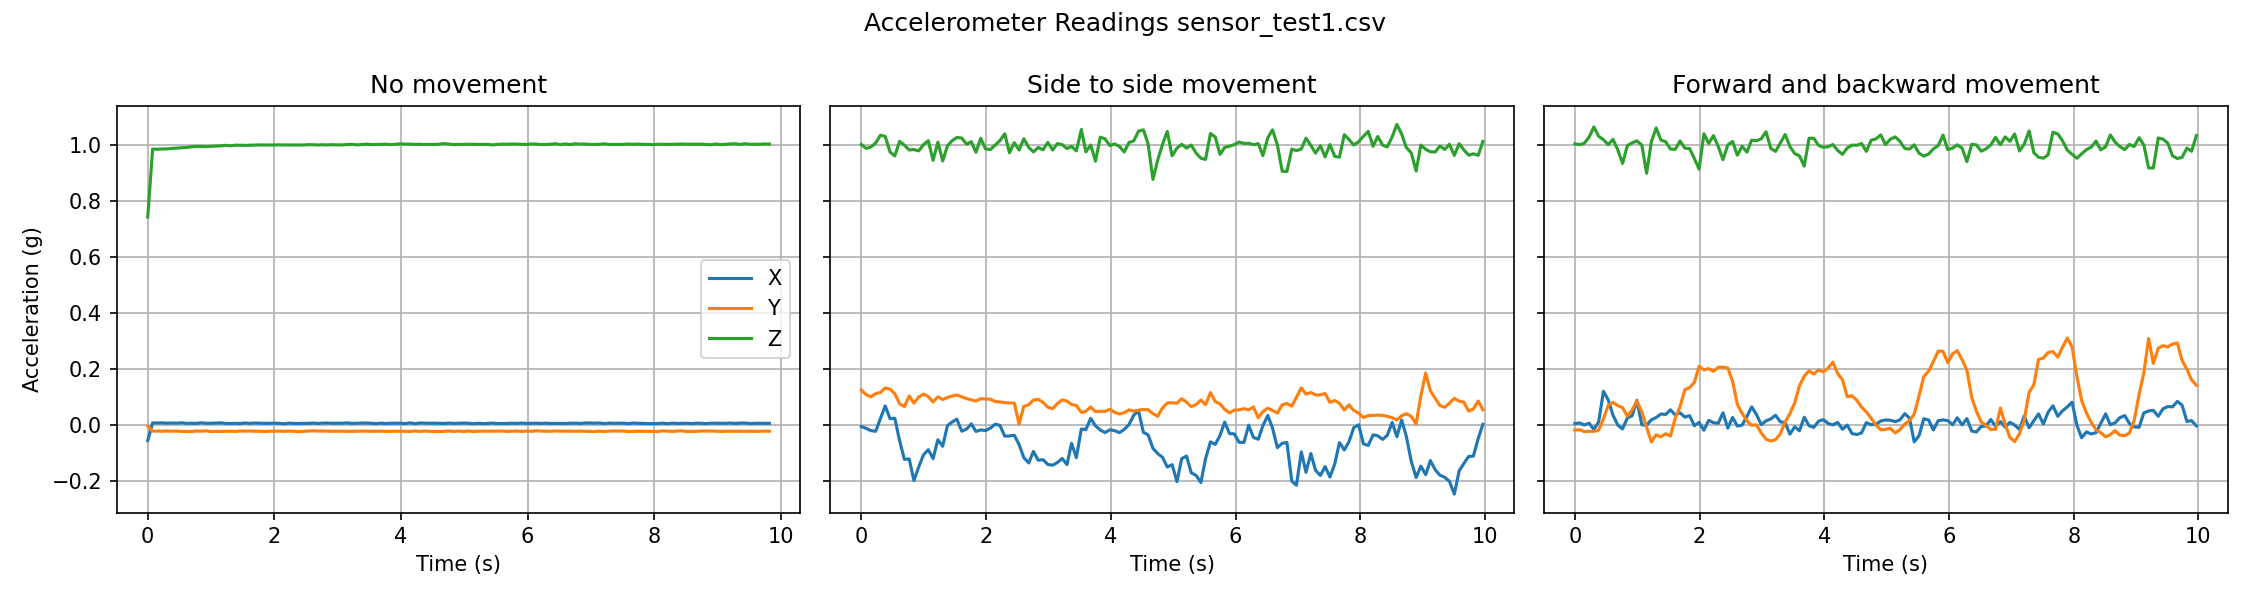 Accelerometer Readings sensor_test1.csv
No movement
Side to side movement
Forward and backward movement
Acceleration (g)
1.0
0.8
0.6
0.4
0.2
0.0
−0.2
X
Y
Z
0 2 4 6 8 10
0 2 4 6 8 10
0 2 4 6 8 10
Time (s)
Time (s)
Time (s)